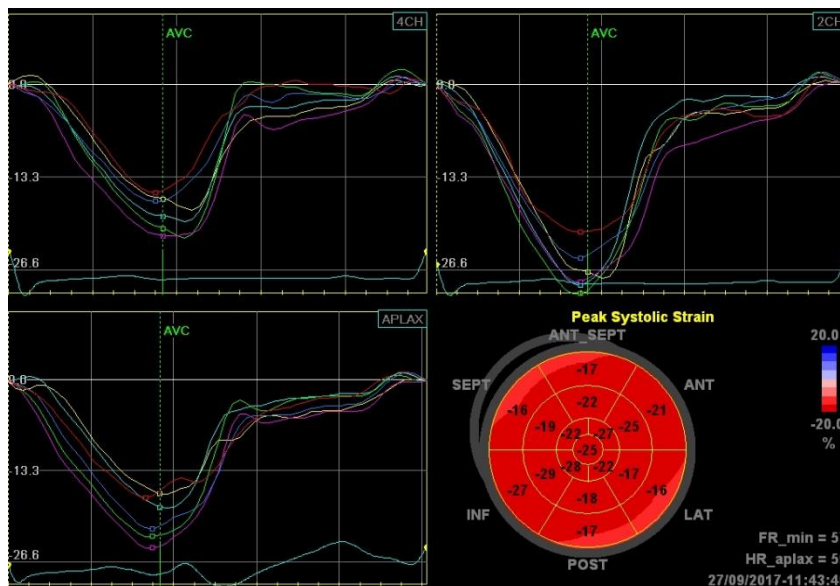 4CH
AVC
0.0
-13.3
-26.6
2CH
AVC
0.0
-13.3
-26.6
APLAX
AVC
0.0
-13.3
-26.6
Peak Systolic Strain
ANT_SEPT
SEPT
ANT
INF
LAT
POST
-17
-16
-21
-22
-19
-25
-22
-27
-25
-28
-22
-29
-17
-27
-18
-16
-17
20.0
-20.0
%
FR_min = 5
HR_aplax = 5
27/09/2017-11:4